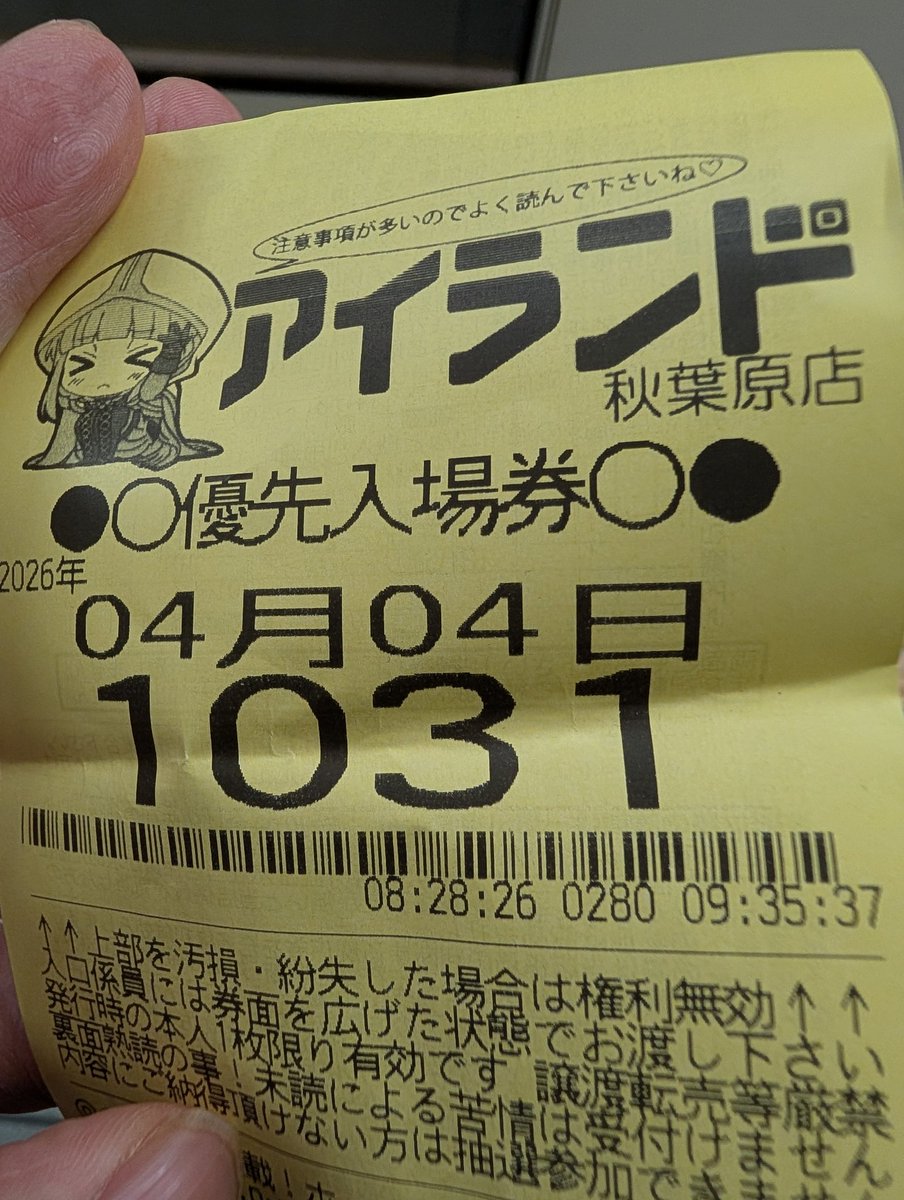 注意事項が多いのでよく読んで下さいね♡
アイランド
秋葉原店
●○優先入場券○●
2026年
04月04日
1031
08:28:26 0280 09:35:37
↑↑上部を汚損・紛失した場合は権利無効↑↑
入口係員には券面を広げた状態でお渡し下さい
発行時の本人1枚限り有効です 譲渡転売等厳禁
裏面熟読の事!未読による苦情は受付けません
内容にご納得頂けない方は抽選参加でき
載!